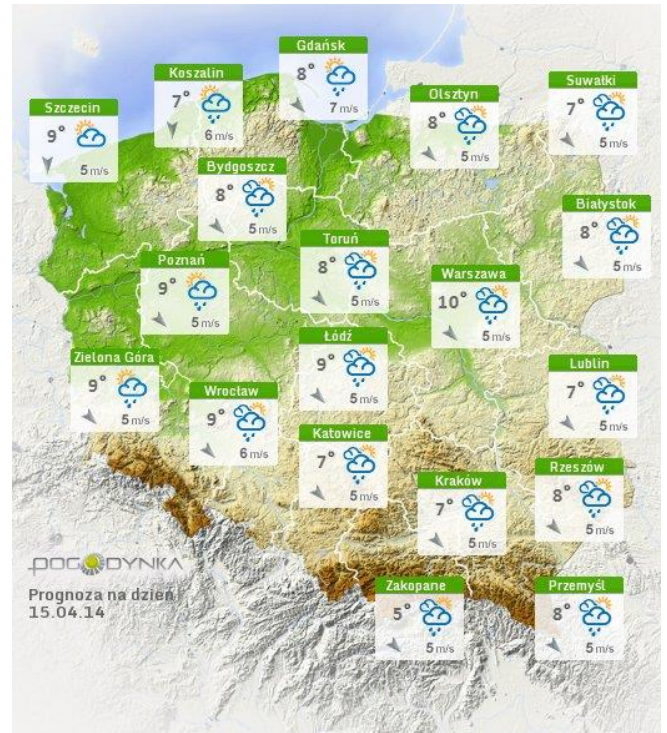 Gdańsk
8°
7 m/s
Koszalin
7°
6 m/s
Suwałki
7°
5 m/s
Olsztyn
8°
5 m/s
Szczecin
9°
5 m/s
Bydgoszcz
8°
5 m/s
Białystok
8°
5 m/s
Toruń
8°
5 m/s
Poznań
9°
5 m/s
Warszawa
10°
5 m/s
Łódź
9°
5 m/s
Zielona Góra
9°
5 m/s
Lublin
7°
5 m/s
Wrocław
9°
6 m/s
Katowice
7°
5 m/s
Rzeszów
8°
5 m/s
Kraków
7°
5 m/s
POGODYNKA
Prognoza na dzień
15.04.14
Zakopane
5°
5 m/s
Przemyśl
8°
5 m/s